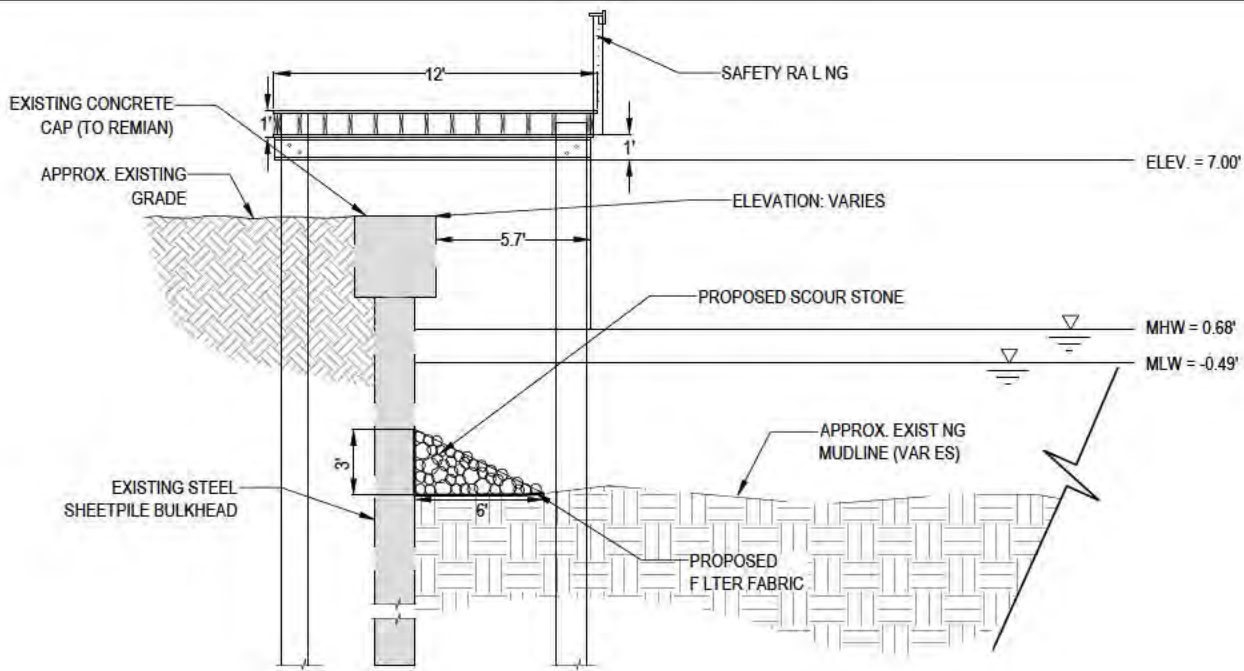 12'
SAFETY RA L NG
EXISTING CONCRETE
CAP (TO REMIAN)
1'
1'
ELEV. = 7.00'
APPROX. EXISTING
GRADE
ELEVATION: VARIES
5.7'
PROPOSED SCOUR STONE
MHW = 0.68'
MLW = -0.49'
APPROX. EXIST NG
MUDLINE (VAR ES)
3'
EXISTING STEEL
SHEETPILE BULKHEAD
6'
PROPOSED
F LTER FABRIC